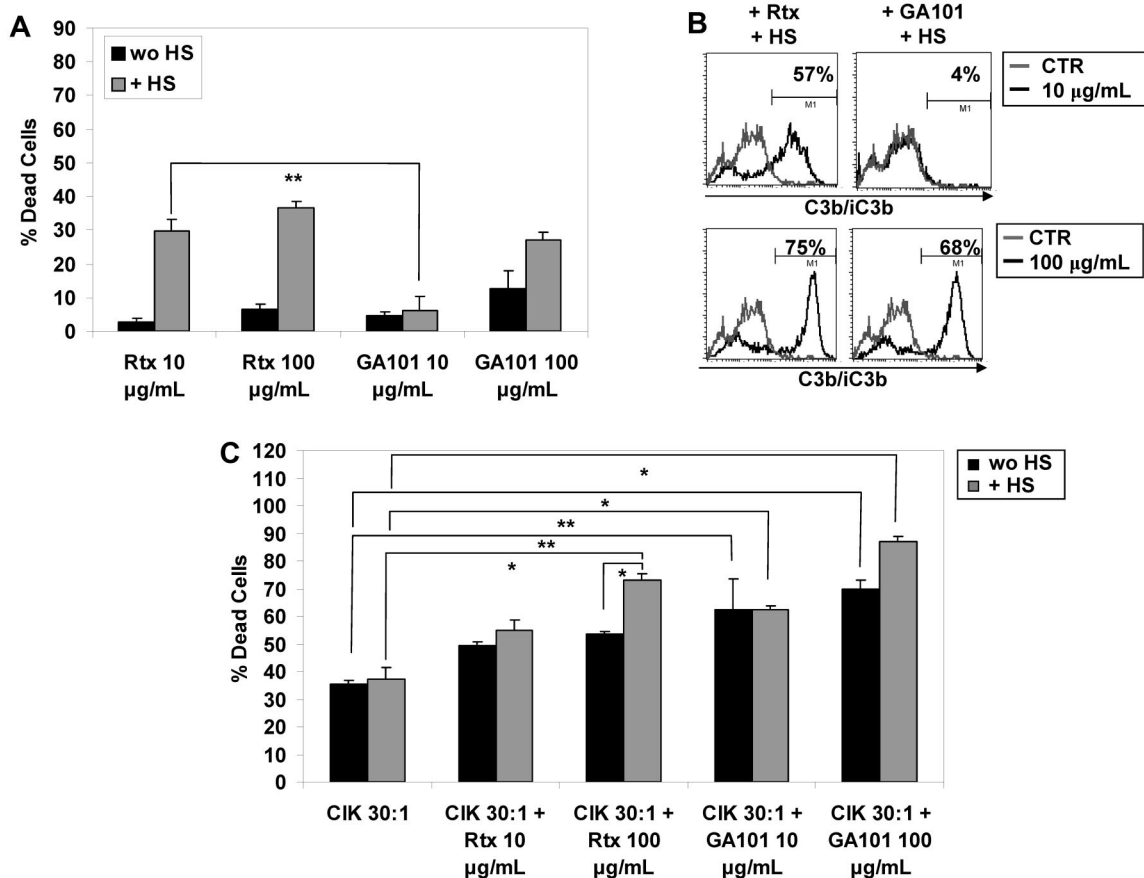 A
90
80
70
60
50
40
30
20
10
0
% Dead Cells
wo HS
+ HS
**
Rtx 10
µg/mL
Rtx 100
µg/mL
GA101 10
µg/mL
GA101 100
µg/mL
B
+ Rtx
+ HS
+ GA101
+ HS
57%
M1
4%
M1
CTR
10 µg/mL
C3b/iC3b
75%
M1
68%
M1
CTR
100 µg/mL
C3b/iC3b
C
120
110
100
90
80
70
60
50
40
30
20
10
0
% Dead Cells
wo HS
+ HS
*
*
**
**
*
*
CIK 30:1
CIK 30:1 +
Rtx 10
µg/mL
CIK 30:1 +
Rtx 100
µg/mL
CIK 30:1 +
GA101 10
µg/mL
CIK 30:1 +
GA101 100
µg/mL